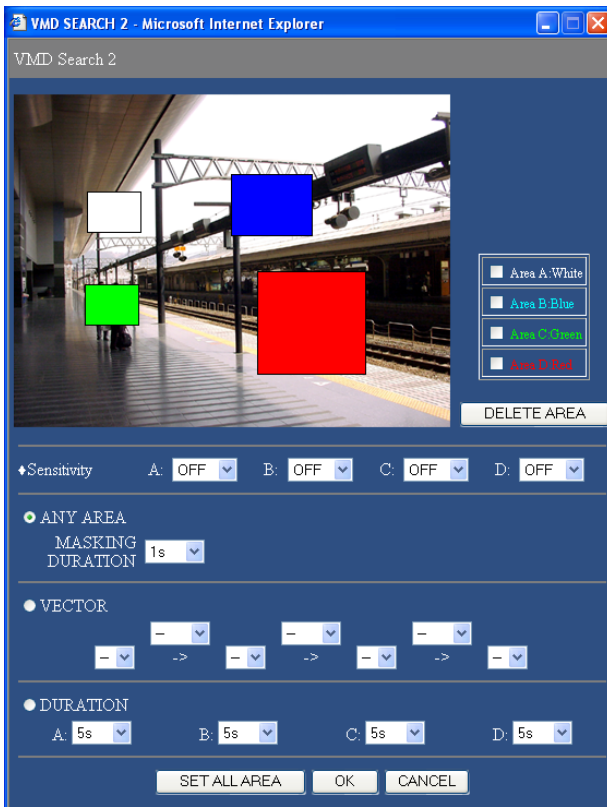 VMD SEARCH 2 - Microsoft Internet Explorer
VMD Search 2
Area A:White
Area B:Blue
Area C:Green
Area D:Red
DELETE AREA
♦Sensitivity A: OFF B: OFF C: OFF D: OFF
ANY AREA
MASKING DURATION 1s
VECTOR
– – –
– -> – -> – -> –
DURATION
A: 5s B: 5s C: 5s D: 5s
SET ALL AREA OK CANCEL